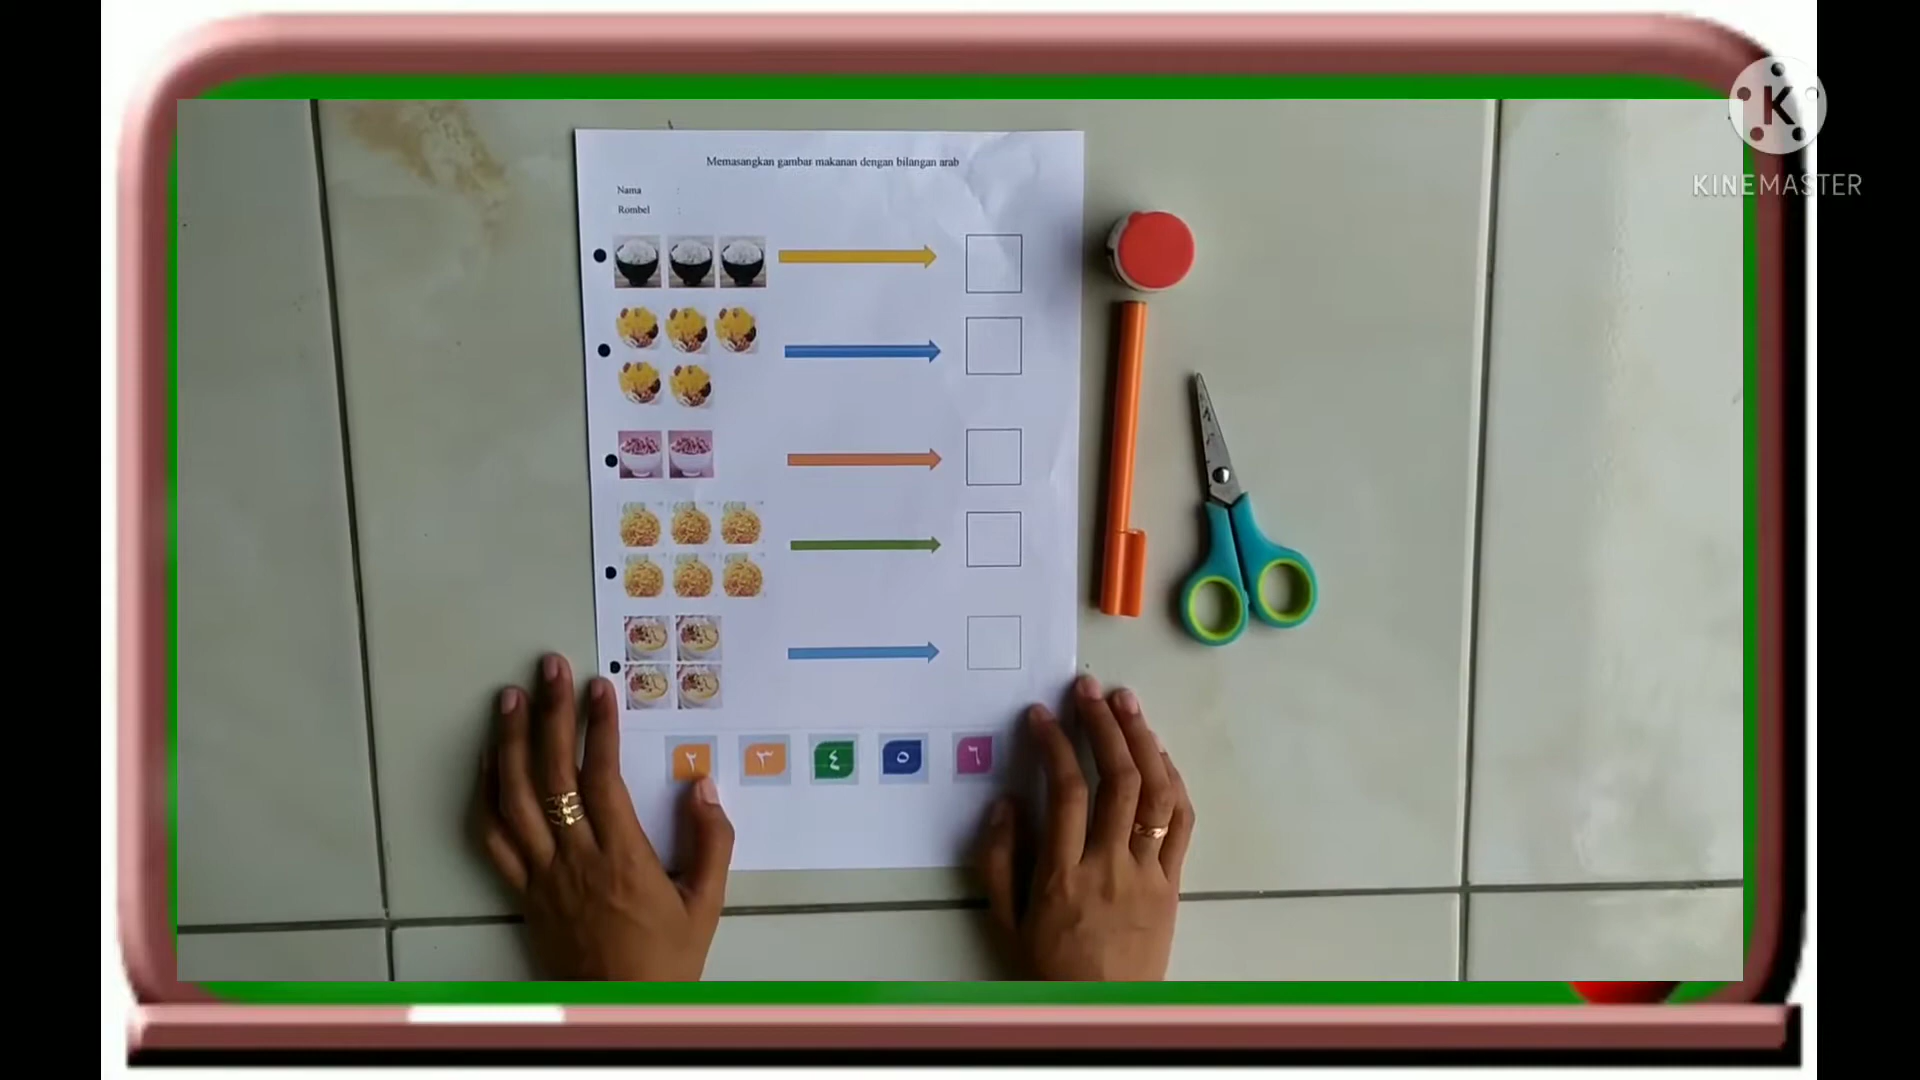 K
KINEMASTER
Memasangkan gambar makanan dengan bilangan arab
Nama :
Rombel :
٢ ٣ ٤ ٥ ٦